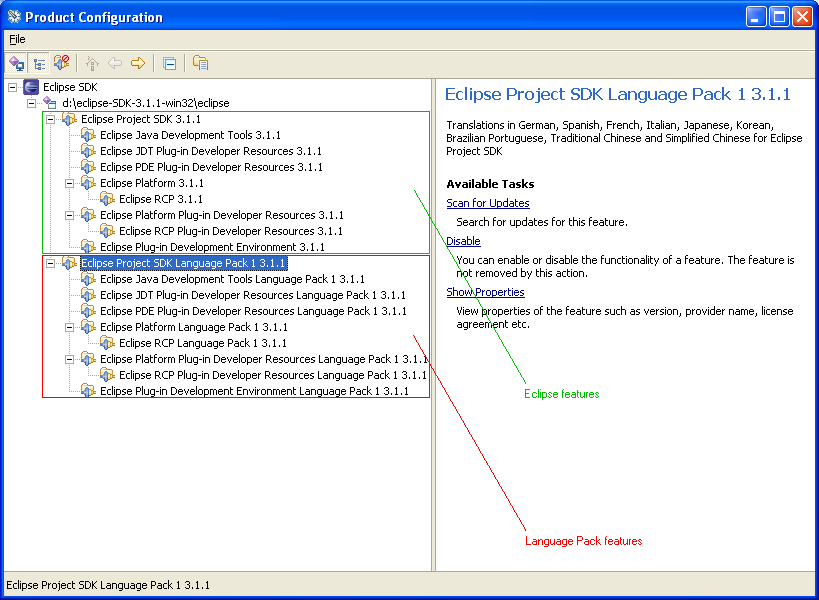 Product Configuration
File
Eclipse SDK
d:\eclipse-SDK-3.1.1-win32\eclipse
Eclipse Project SDK 3.1.1
Eclipse Java Development Tools 3.1.1
Eclipse JDT Plug-in Developer Resources 3.1.1
Eclipse PDE Plug-in Developer Resources 3.1.1
Eclipse Platform 3.1.1
Eclipse RCP 3.1.1
Eclipse Platform Plug-in Developer Resources 3.1.1
Eclipse RCP Plug-in Developer Resources 3.1.1
Eclipse Plug-in Development Environment 3.1.1
Eclipse Project SDK Language Pack 1 3.1.1
Eclipse Java Development Tools Language Pack 1 3.1.1
Eclipse JDT Plug-in Developer Resources Language Pack 1 3.1.1
Eclipse PDE Plug-in Developer Resources Language Pack 1 3.1.1
Eclipse Platform Language Pack 1 3.1.1
Eclipse RCP Language Pack 1 3.1.1
Eclipse Platform Plug-in Developer Resources Language Pack 1 3.1.1
Eclipse RCP Plug-in Developer Resources Language Pack 1 3.1.1
Eclipse Plug-in Development Environment Language Pack 1 3.1.1
Eclipse Project SDK Language Pack 1 3.1.1
Translations in German, Spanish, French, Italian, Japanese, Korean,
Brazilian Portuguese, Traditional Chinese and Simplified Chinese for Eclipse
Project SDK
Available Tasks
Scan for Updates
Search for updates for this feature.
Disable
You can enable or disable the functionality of a feature. The feature is
not removed by this action.
Show Properties
View properties of the feature such as version, provider name, license
agreement etc.
Eclipse features
Language Pack features
Eclipse Project SDK Language Pack 1 3.1.1